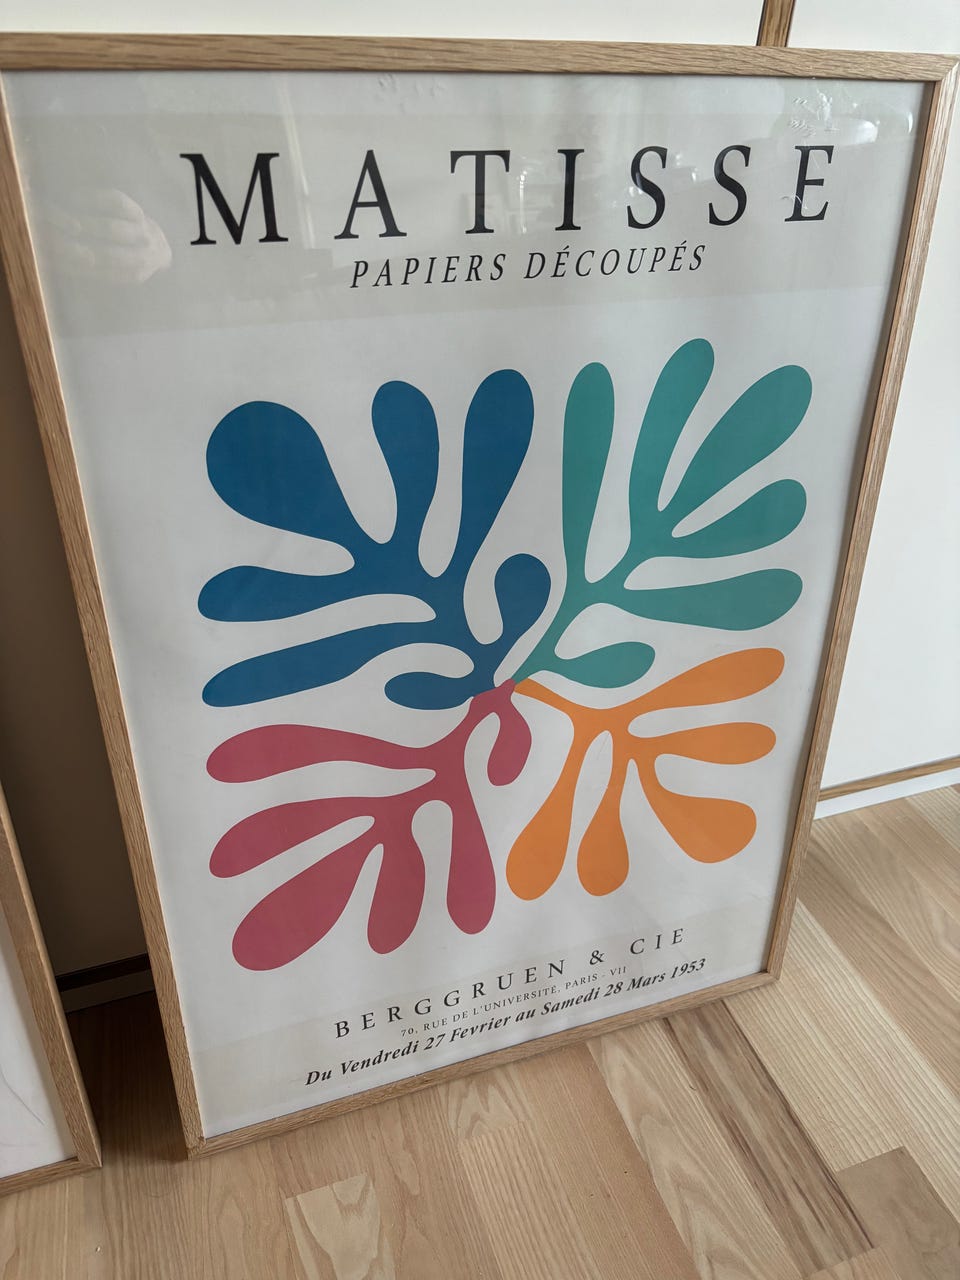 MATISSE
PAPIERS DÉCOUPÉS
BERGGRUEN & CIE
70, RUE DE L'UNIVERSITÉ, PARIS - VII
Du Vendredi 27 Fevrier au Samedi 28 Mars 1953